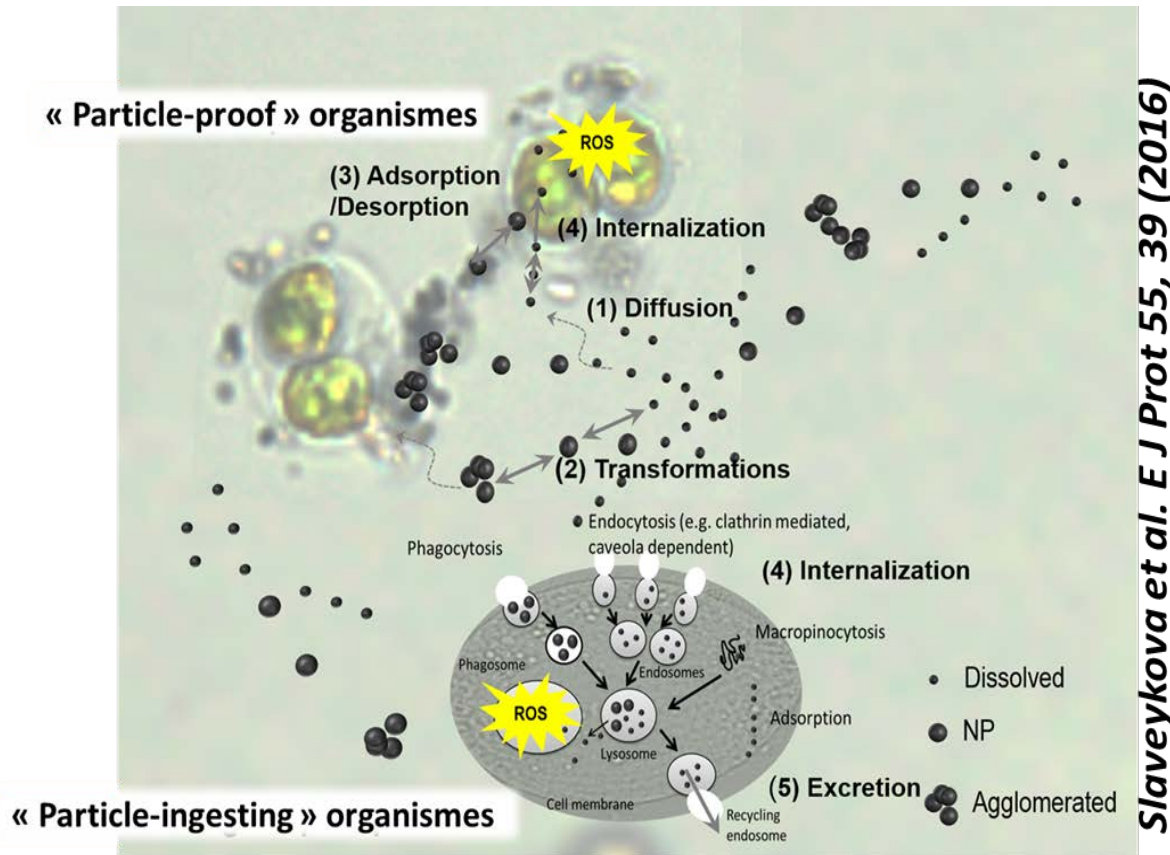 « Particle-proof » organismes
ROS
(3) Adsorption
/Desorption
(4) Internalization
(1) Diffusion
(2) Transformations
Endocytosis (e.g. clathrin mediated,
caveola dependent)
Phagocytosis
(4) Internalization
Macropinocytosis
Phagosome
Endosomes
ROS
Lysosome
Adsorption
Cell membrane
(5) Excretion
Recycling
endosome
Dissolved
NP
Agglomerated
« Particle-ingesting » organismes
Slaveykova et al. E J Prot 55, 39 (2016)